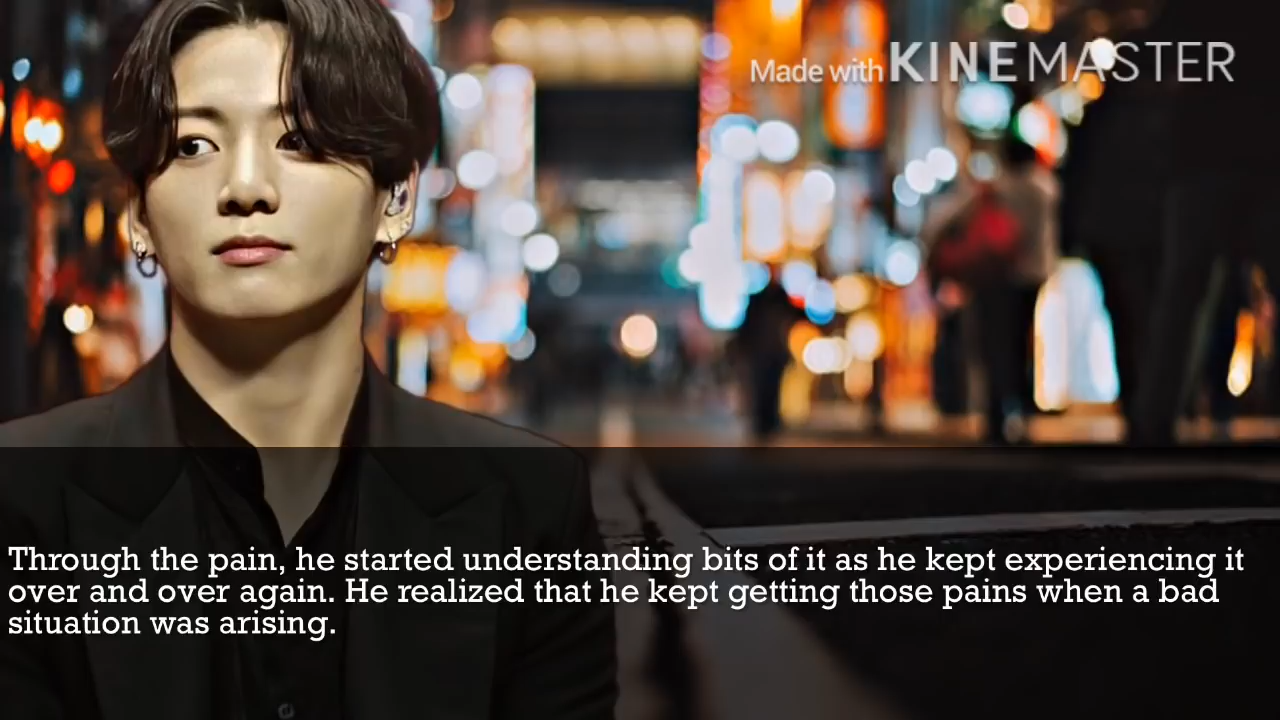 Made with KINEMASTER
Through the pain, he started understanding bits of it as he kept experiencing it
over and over again. He realized that he kept getting those pains when a bad
situation was arising.